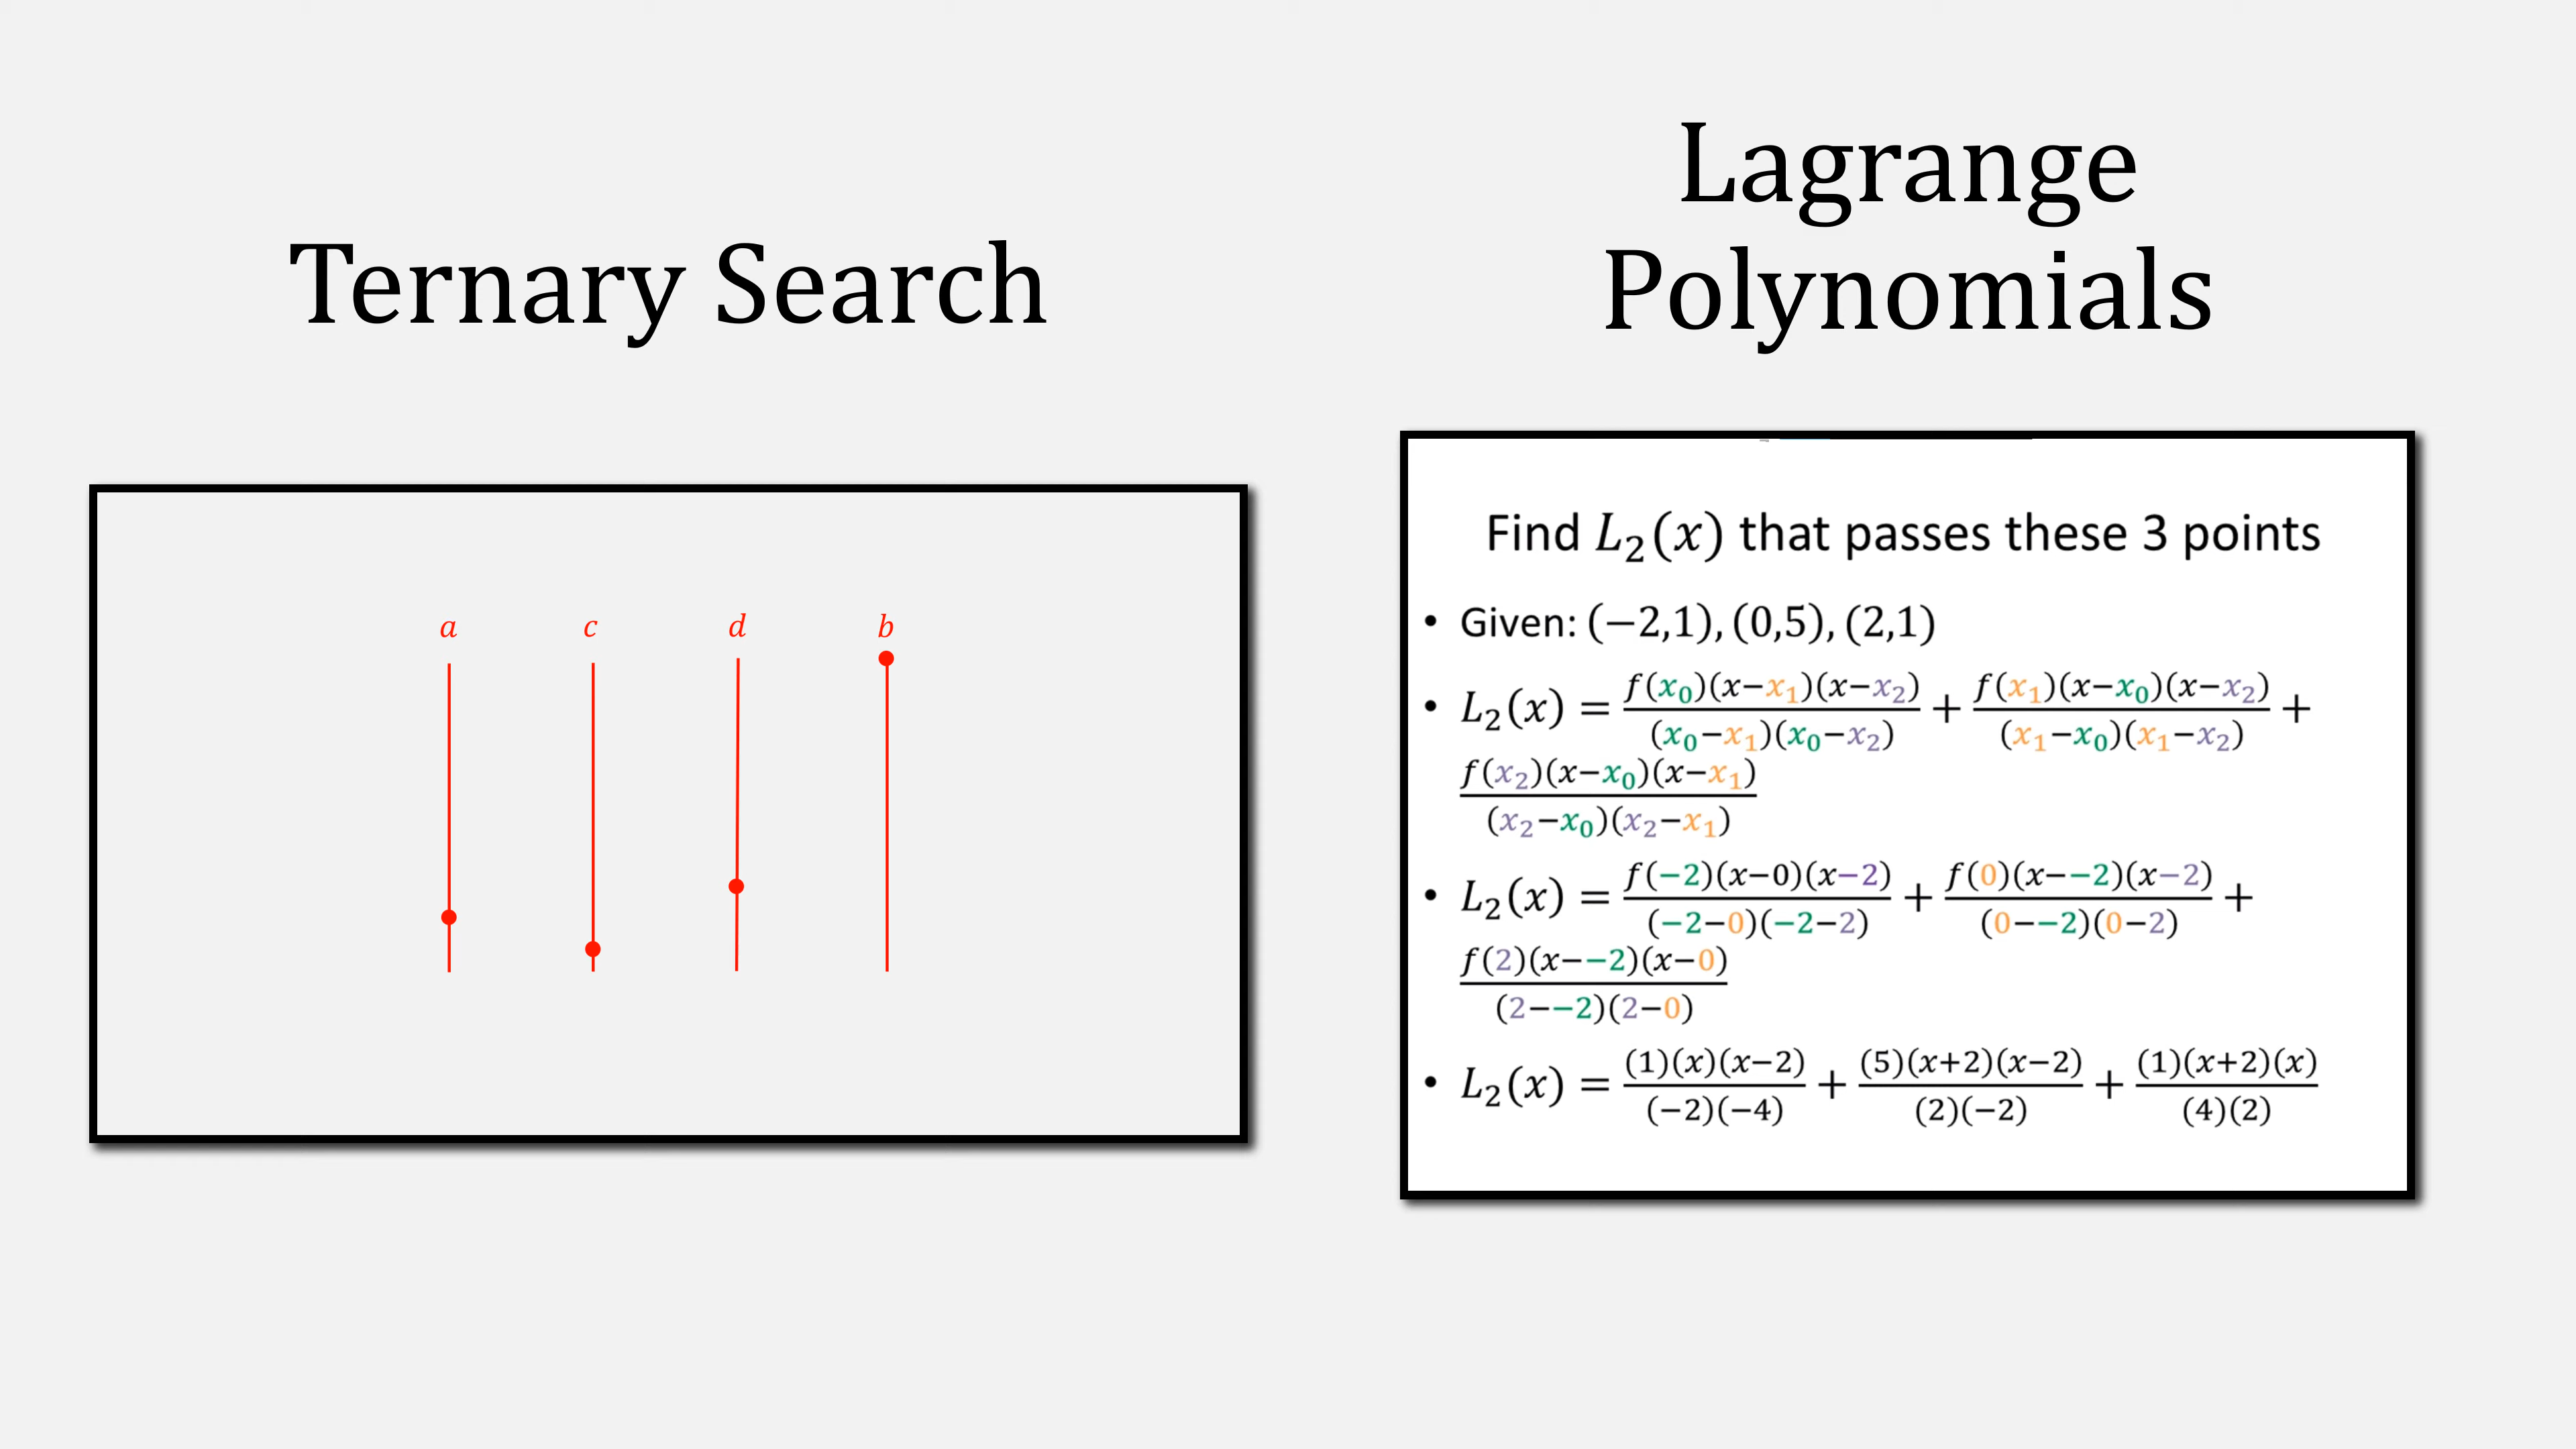 Ternary Search
a c d b
Lagrange
Polynomials
Find L₂(x) that passes these 3 points
• Given: (−2,1), (0,5), (2,1)
• L₂(x) = f(x₀)(x−x₁)(x−x₂)/(x₀−x₁)(x₀−x₂) + f(x₁)(x−x₀)(x−x₂)/(x₁−x₀)(x₁−x₂) +
f(x₂)(x−x₀)(x−x₁)/(x₂−x₀)(x₂−x₁)
• L₂(x) = f(−2)(x−0)(x−2)/(−2−0)(−2−2) + f(0)(x−−2)(x−2)/(0−−2)(0−2) +
f(2)(x−−2)(x−0)/(2−−2)(2−0)
• L₂(x) = (1)(x)(x−2)/(−2)(−4) + (5)(x+2)(x−2)/(2)(−2) + (1)(x+2)(x)/(4)(2)